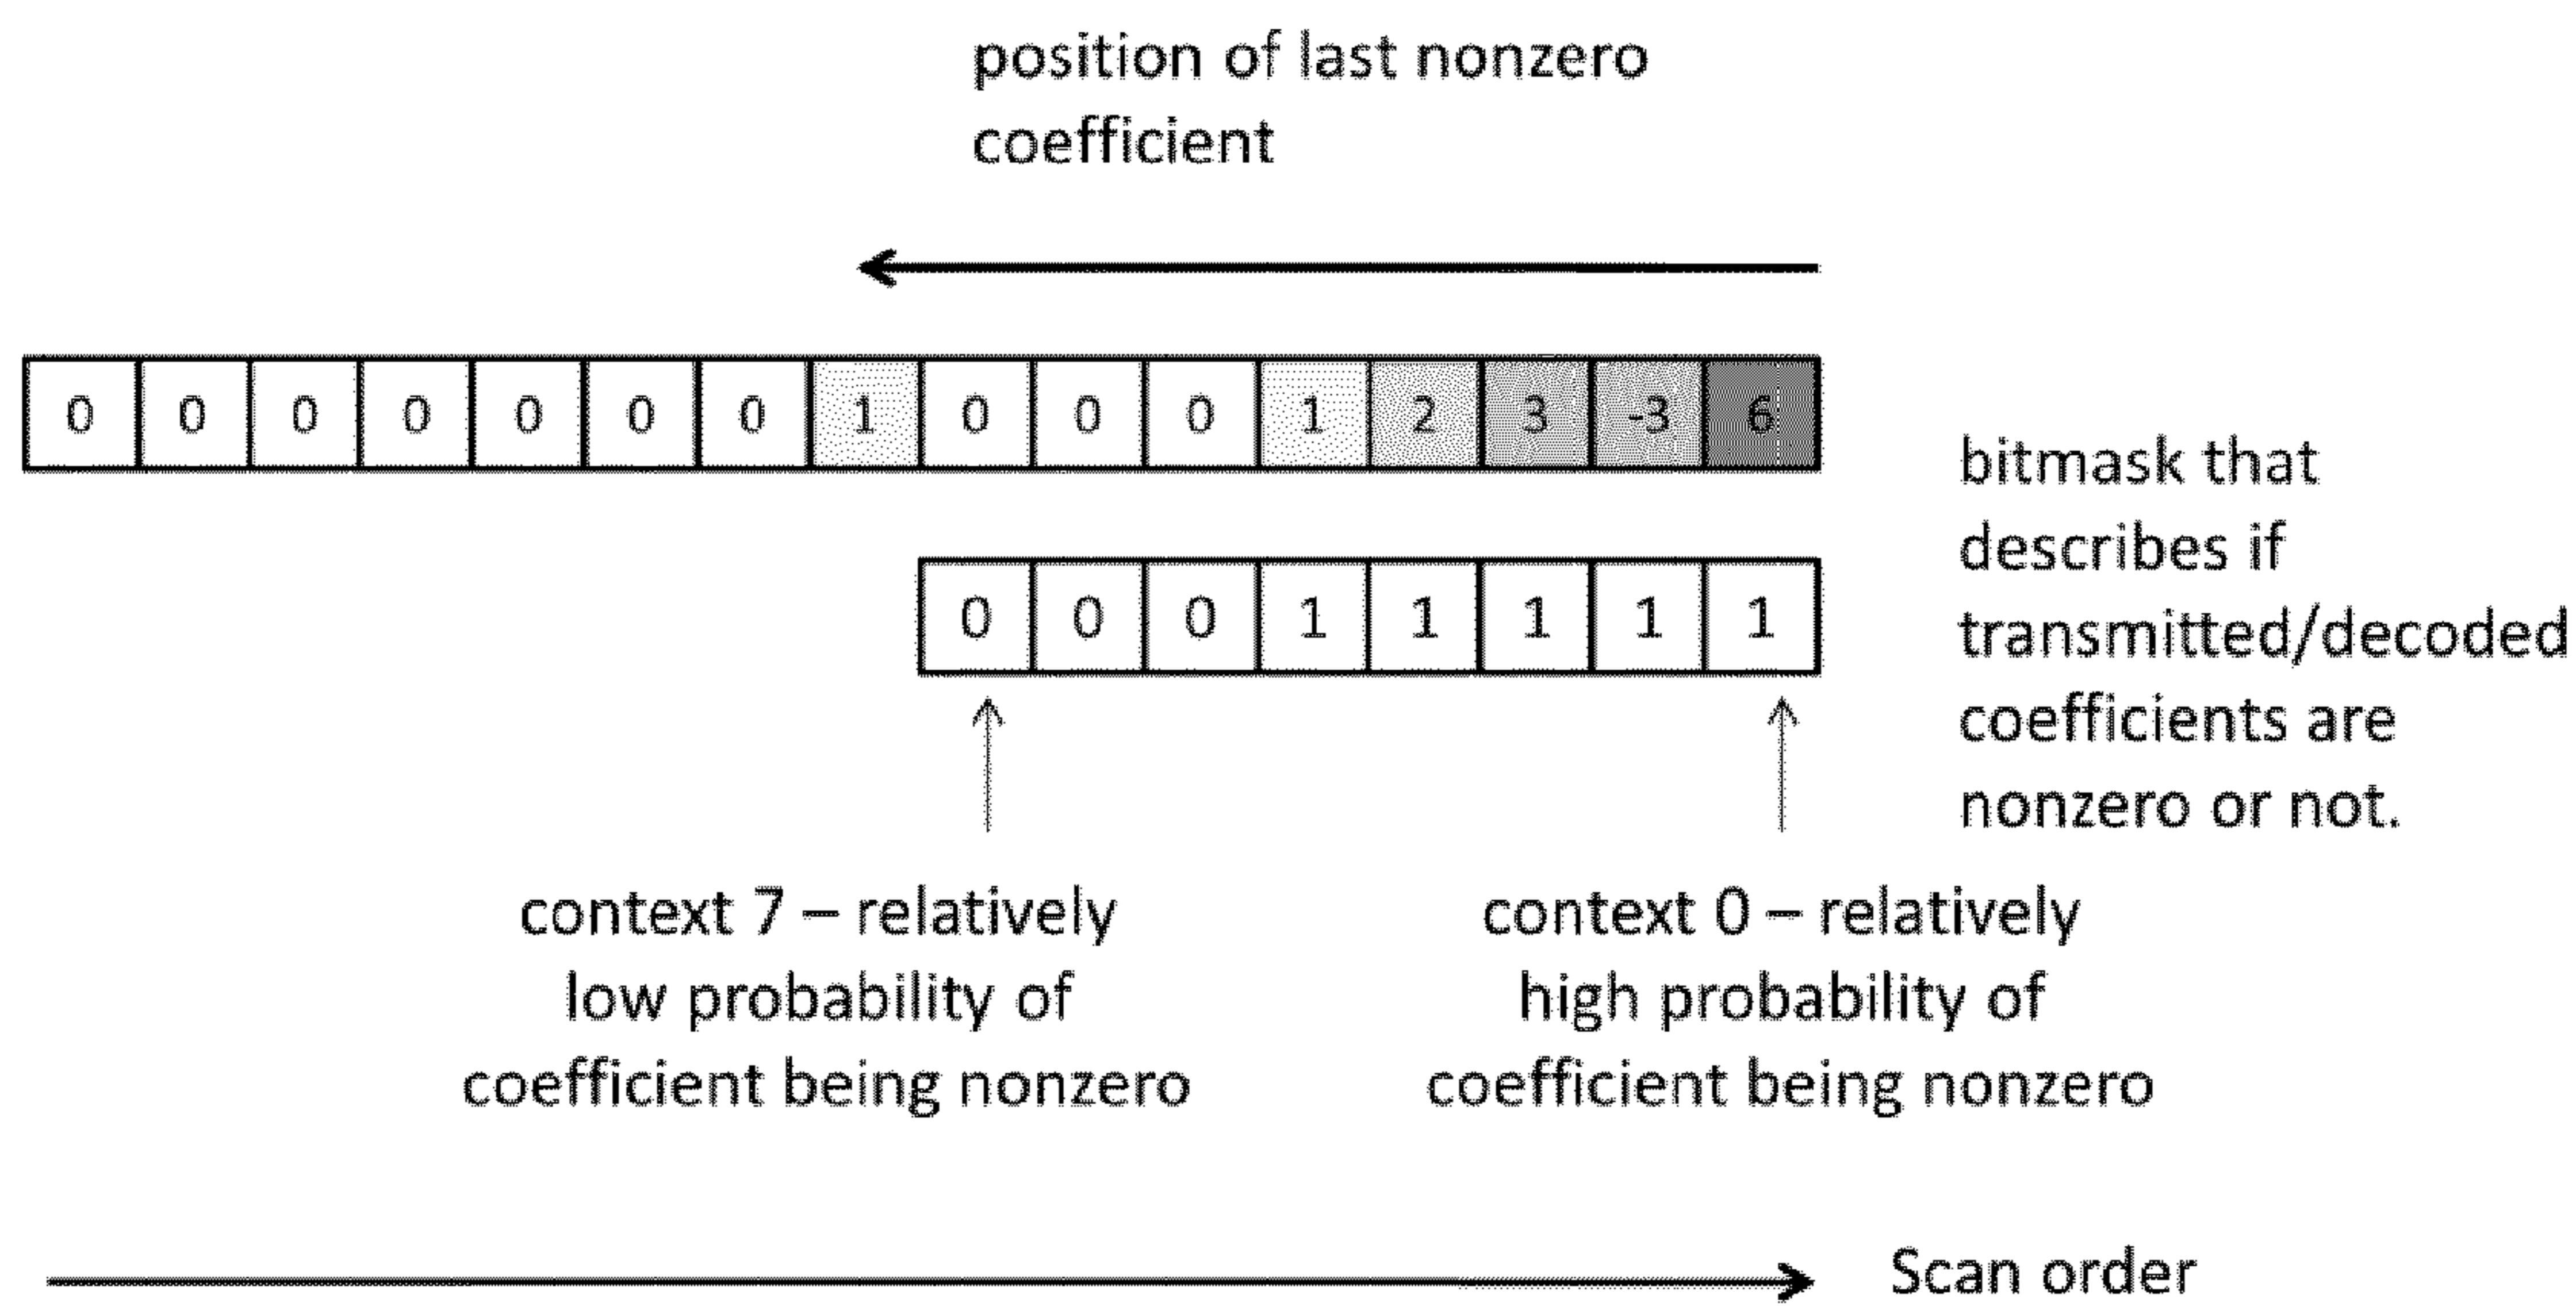 position of last nonzero
coefficient
0 0 0 0 0 0 0 1 0 0 0 1 2 3 -3 6
0 0 0 1 1 1 1 1
bitmask that
describes if
transmitted/decoded
coefficients are
nonzero or not.
context 7 – relatively
low probability of
coefficient being nonzero
context 0 – relatively
high probability of
coefficient being nonzero
Scan order